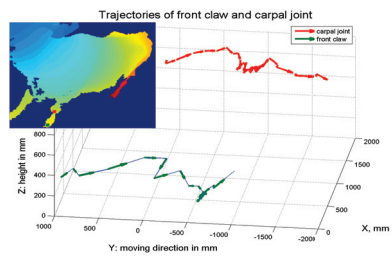 Trajectories of front claw and carpal joint
carpal joint
front claw
800
600
400
200
0
Z: height in mm
1000
500
0
-500
-1000
-1500
-2000
Y: moving direction in mm
2000
1500
1000
500
0
X, mm